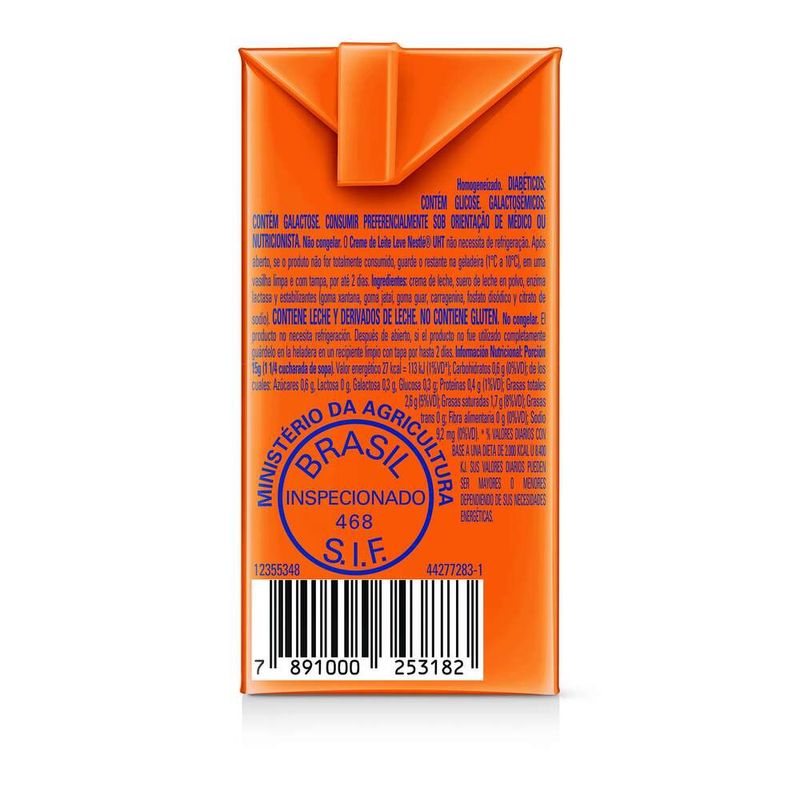 Homogeneizado. DIABÉTICOS:
CONTÉM GLICOSE. GALACTOSÊMICOS:
CONTÉM GALACTOSE. CONSUMIR PREFERENCIALMENTE SOB ORIENTAÇÃO DE MÉDICO OU
NUTRICIONISTA. Não congelar. O Creme de Leite Leve Nestlé® UHT não necessita de refrigeração. Após
aberto, se o produto não for totalmente consumido, guarde o restante na geladeira (1°C a 10°C), em uma
vasilha limpa e com tampa, por até 2 dias. Ingredientes: crema de leche, suero de leche en polvo, enzima
lactasa y estabilizantes (goma xantana, goma jataí, goma guar, carragenina, fosfato disódico y citrato de
sodio). CONTIENE LECHE Y DERIVADOS DE LECHE. NO CONTIENE GLUTEN. No congelar. El
producto no necesita refrigeración. Después de abierto, si el producto no fue utilizado completamente
guárdelo en la heladera en un recipiente limpio con tapa por hasta 2 días. Información Nutricional: Porción
15g (1 1/4 cucharada de sopa). Valor energético 27 kcal = 113 kJ (1%VD*); Carbohidratos 0,6 g (0%VD); de los
cuales: Azúcares 0,6 g, Lactosa 0 g, Galactosa 0,3 g, Glucosa 0,3 g; Proteínas 0,4 g (1%VD); Grasas totales
2,6 g (5%VD); Grasas saturadas 1,7 g (8%VD); Grasas
trans 0 g; Fibra alimentaria 0 g (0%VD); Sodio
9,2 mg (0%VD). * % VALORES DIARIOS CON
BASE A UNA DIETA DE 2.000 KCAL U 8.400
KJ. SUS VALORES DIARIOS PUEDEN
SER MAYORES O MENORES
DEPENDIENDO DE SUS NECESIDADES
ENERGÉTICAS.
MINISTÉRIO DA AGRICULTURA
BRASIL
INSPECIONADO
468
S.I.F.
12355348 44277283-1
7 891000 253182